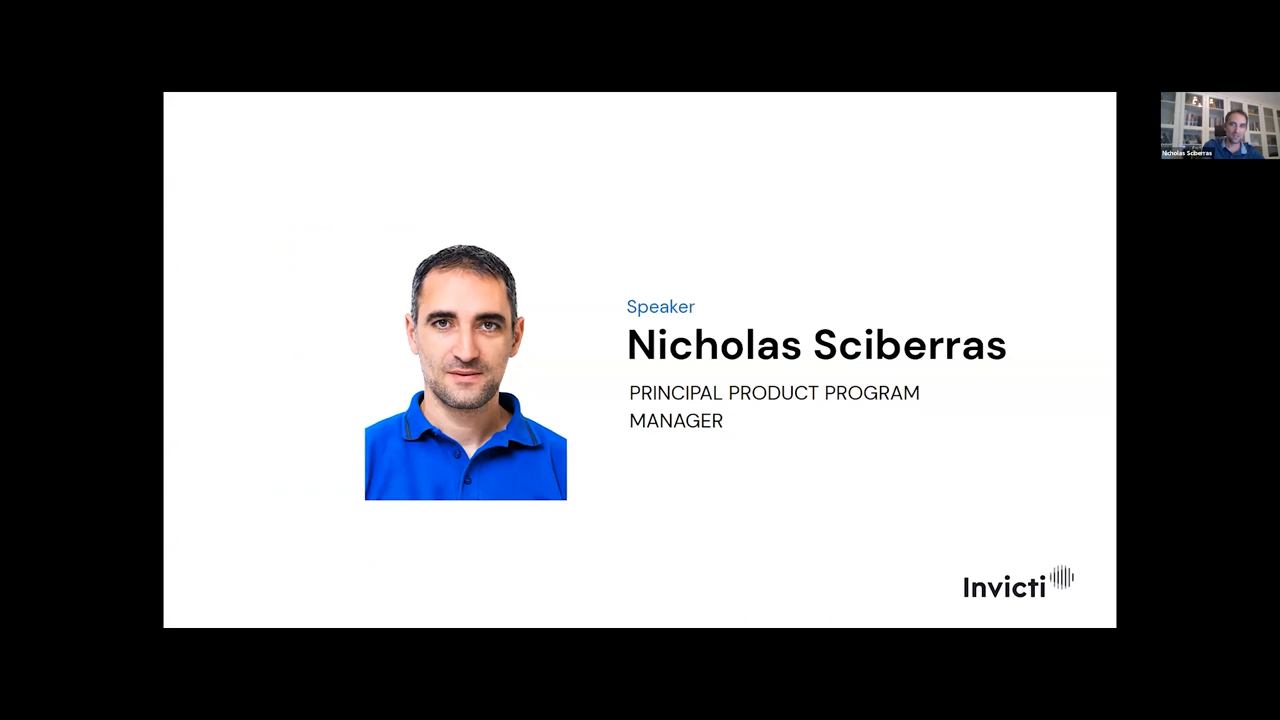 Speaker
Nicholas Sciberras
PRINCIPAL PRODUCT PROGRAM
MANAGER
Invicti
Nicholas Sciberras